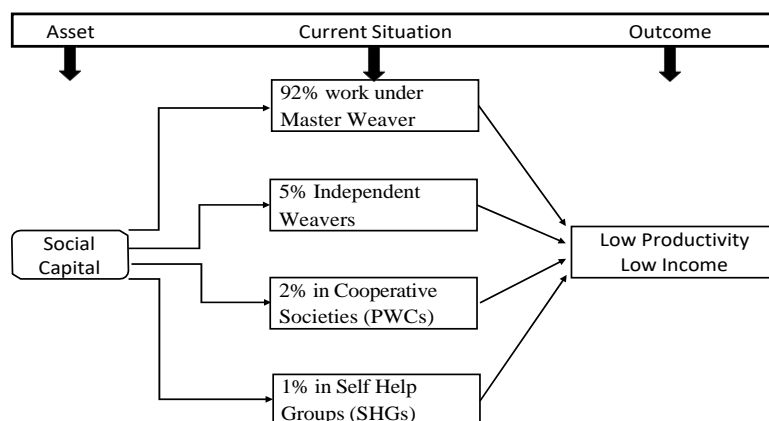 Asset Current Situation Outcome
92% work under
Master Weaver
5% Independent
Weavers
Social
Capital
Low Productivity
Low Income
2% in Cooperative
Societies (PWCs)
1% in Self Help
Groups (SHGs)